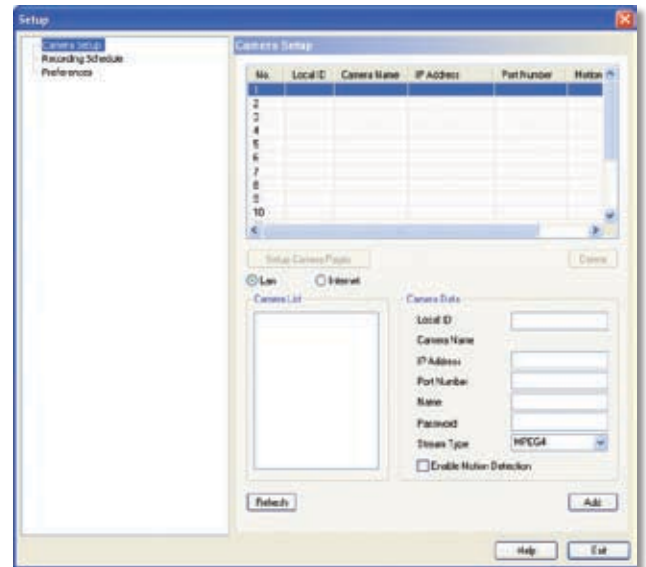 Setup
Camera Setup
Recording Schedule
Preferences
Camera Setup
No. Local ID Camera Name IP Address Port Number Motion
1
2
3
4
5
6
7
8
9
10
Setup Camera Pages Delete
Lan Internet
Camera List
Camera Data
Local ID
Camera Name
IP Address
Port Number
Name
Password
Stream Type MPEG4
Enable Motion Detection
Refresh Add
Help Exit